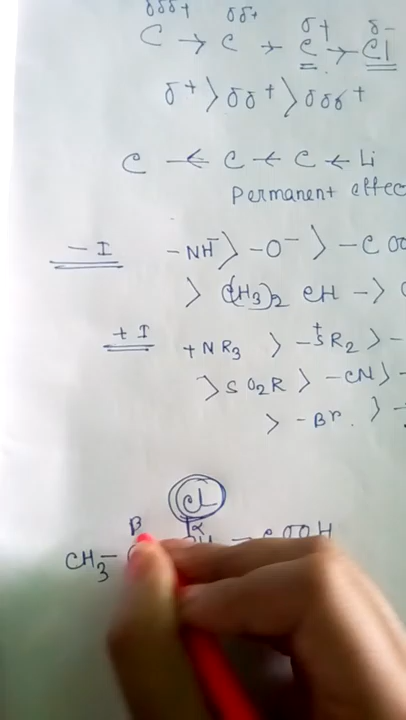 δδδ+ δδ+ δ+ δ-
C → C → C → Cl
δ+ > δδ+ > δδδ+
C ← C ← C ← Li
Permanent effec
- I -NH⁻ > -O⁻ > -COO
> (CH3)2 CH -> C
+ I +NR3 > -S⁺R2 > -
> SO2R > -CN > -
> -Br. > -
Cl
β α
CH3- - COOH